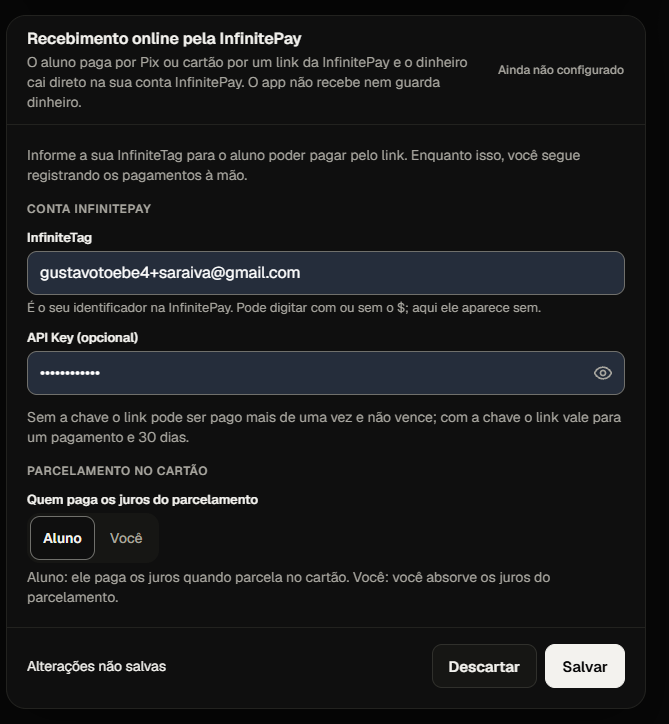 Recebimento online pela InfinitePay
O aluno paga por Pix ou cartão por um link da InfinitePay e o dinheiro
cai direto na sua conta InfinitePay. O app não recebe nem guarda
dinheiro.
Ainda não configurado
Informe a sua InfiniteTag para o aluno poder pagar pelo link. Enquanto isso, você segue
registrando os pagamentos à mão.
CONTA INFINITEPAY
InfiniteTag
gustavotoebe4+saraiva@gmail.com
É o seu identificador na InfinitePay. Pode digitar com ou sem o $; aqui ele aparece sem.
API Key (opcional)
••••••••••••
Sem a chave o link pode ser pago mais de uma vez e não vence; com a chave o link vale para
um pagamento e 30 dias.
PARCELAMENTO NO CARTÃO
Quem paga os juros do parcelamento
Aluno Você
Aluno: ele paga os juros quando parcela no cartão. Você: você absorve os juros do
parcelamento.
Alterações não salvas
Descartar Salvar